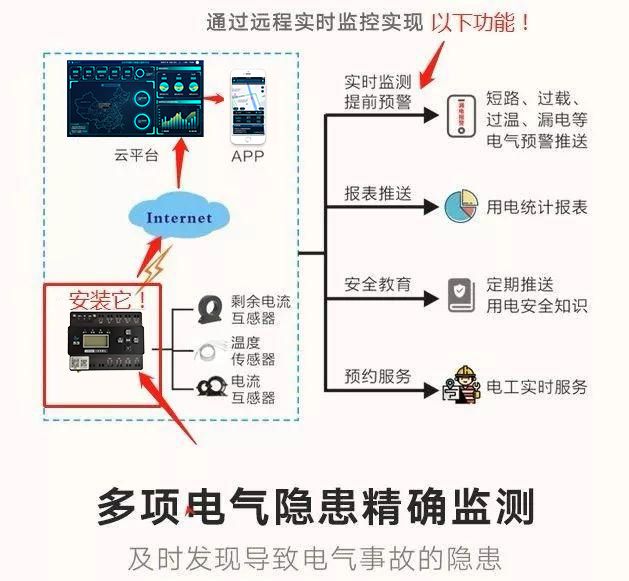 通过远程实时监控实现 以下功能！
云平台
APP
Internet
安装它！
剩余电流
互感器
温度
传感器
电流
互感器
实时监测
提前预警
漏电报警
短路、过载、
过温、漏电等
电气预警推送
报表推送
用电统计报表
安全教育
定期推送
用电安全知识
预约服务
电工实时服务
多项电气隐患精确监测
及时发现导致电气事故的隐患